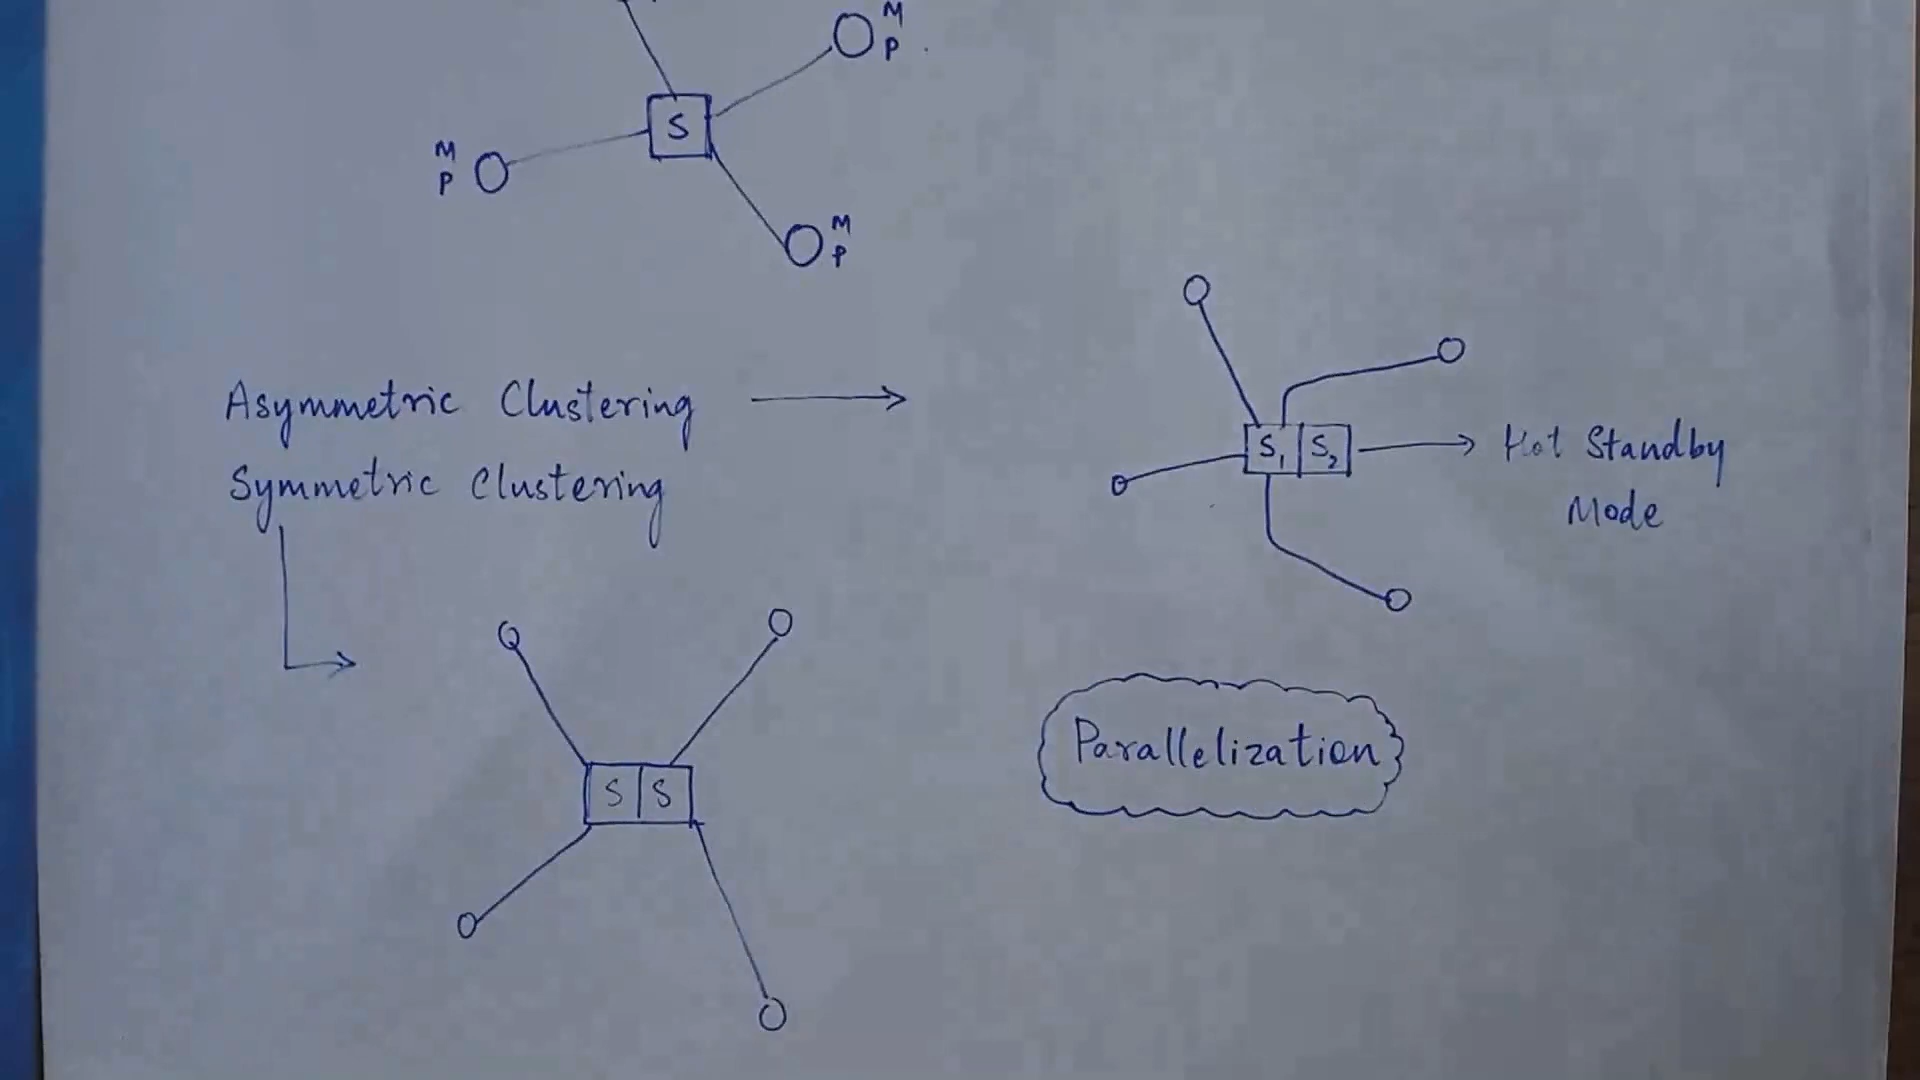 M
P
S
M
P
M
P
Asymmetric Clustering
Symmetric Clustering
S₁ S₂
Hot Standby
Mode
Parallelization
S S